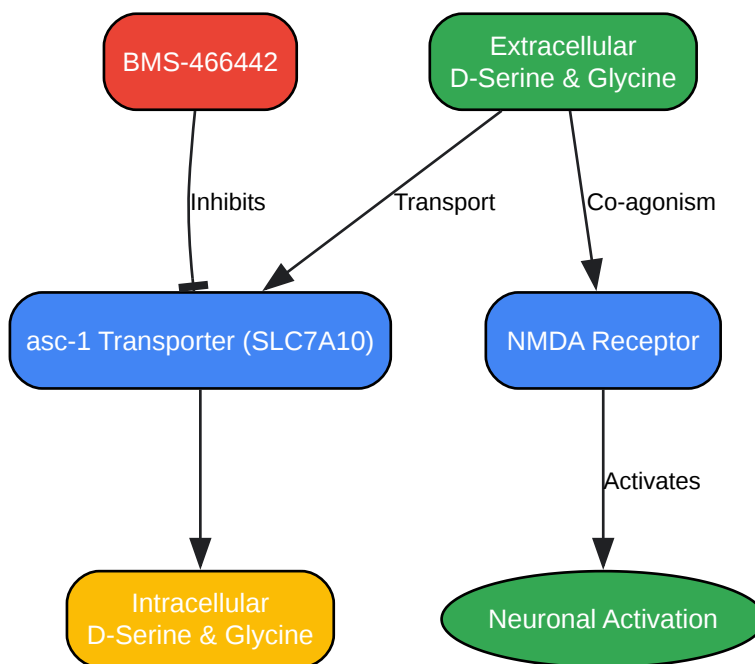 BMS-466442
Extracellular
D-Serine & Glycine
Inhibits
Transport
Co-agonism
asc-1 Transporter (SLC7A10)
NMDA Receptor
Activates
Intracellular
D-Serine & Glycine
Neuronal Activation